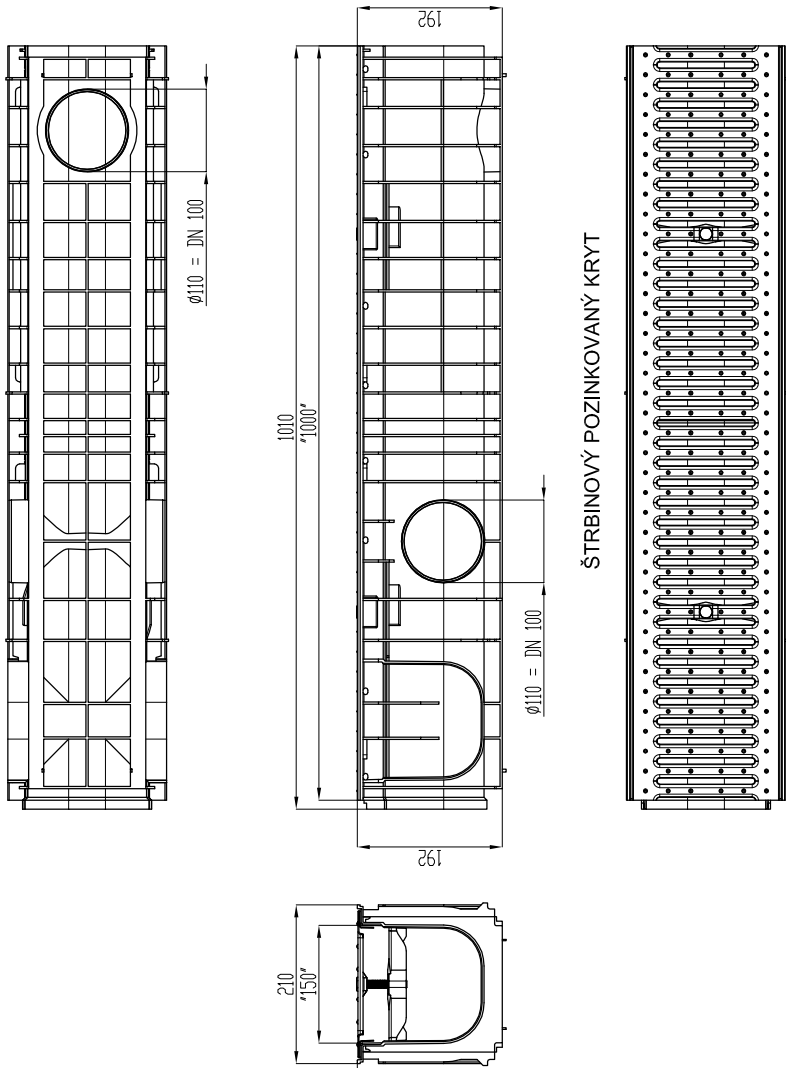 192
ø110 = DN 100
1010
"1000"
ø110 = DN 100
ŠTRBINOVÝ POZINKOVANÝ KRYT
192
210
"150"